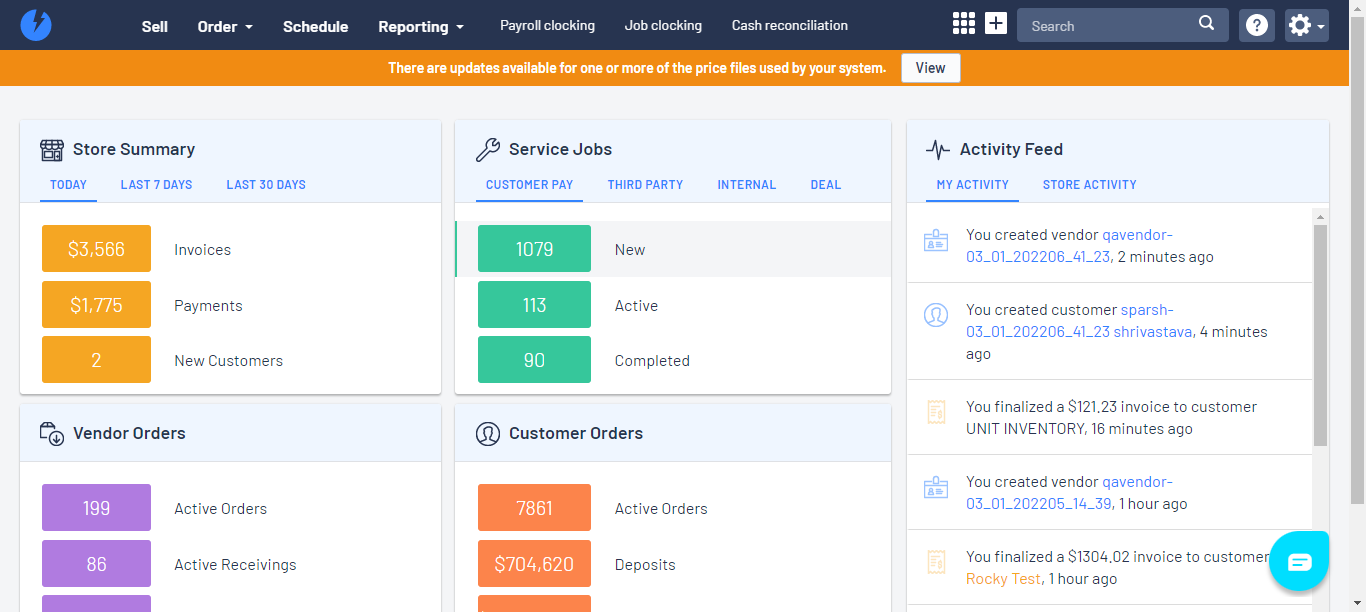 Sell Order Schedule Reporting Payroll clocking Job clocking Cash reconciliation Search
There are updates available for one or more of the price files used by your system. View
Store Summary
TODAY LAST 7 DAYS LAST 30 DAYS
$3,566 Invoices
$1,775 Payments
2 New Customers
Service Jobs
CUSTOMER PAY THIRD PARTY INTERNAL DEAL
1079 New
113 Active
90 Completed
Vendor Orders
199 Active Orders
86 Active Receivings
Customer Orders
7861 Active Orders
$704,620 Deposits
Activity Feed
MY ACTIVITY STORE ACTIVITY
You created vendor qavendor-
03_01_202206_41_23, 2 minutes ago
You created customer sparsh-
03_01_202206_41_23 shrivastava, 4 minutes
ago
You finalized a $121.23 invoice to customer
UNIT INVENTORY, 16 minutes ago
You created vendor qavendor-
03_01_202205_14_39, 1 hour ago
You finalized a $1304.02 invoice to customer
Rocky Test, 1 hour ago